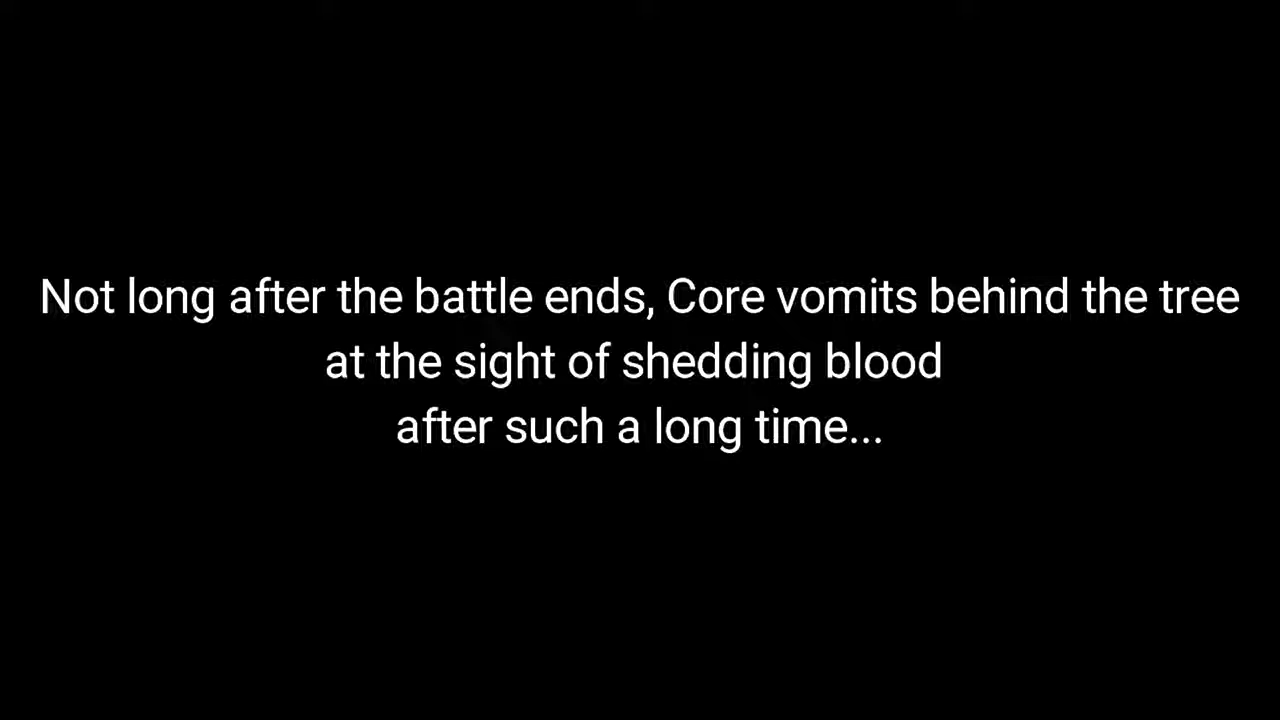 Not long after the battle ends, Core vomits behind the tree
at the sight of shedding blood
after such a long time...